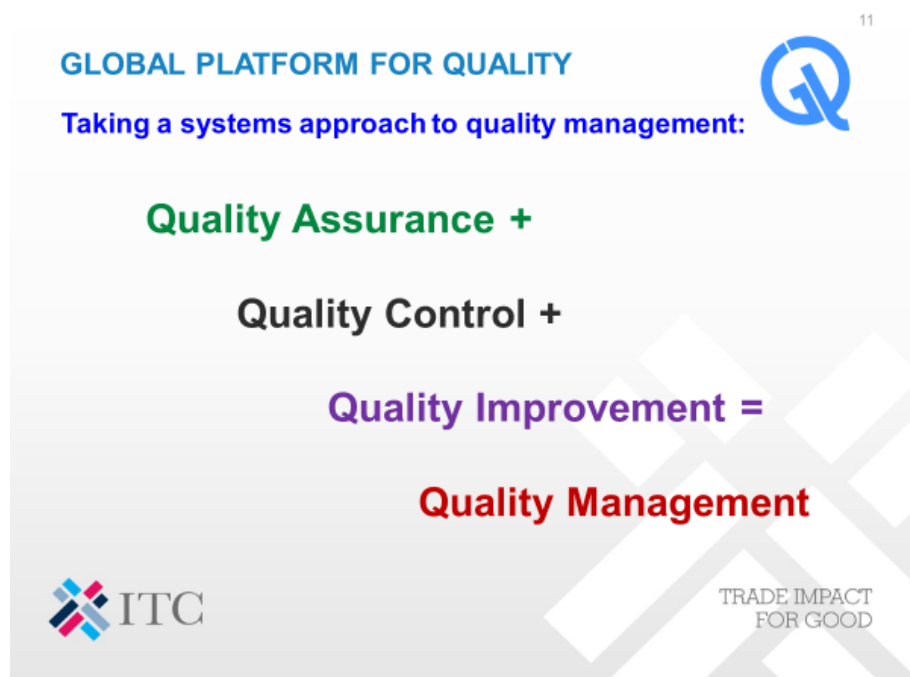 11
GLOBAL PLATFORM FOR QUALITY
Taking a systems approach to quality management:
Quality Assurance +
Quality Control +
Quality Improvement =
Quality Management
ITC
TRADE IMPACT
FOR GOOD